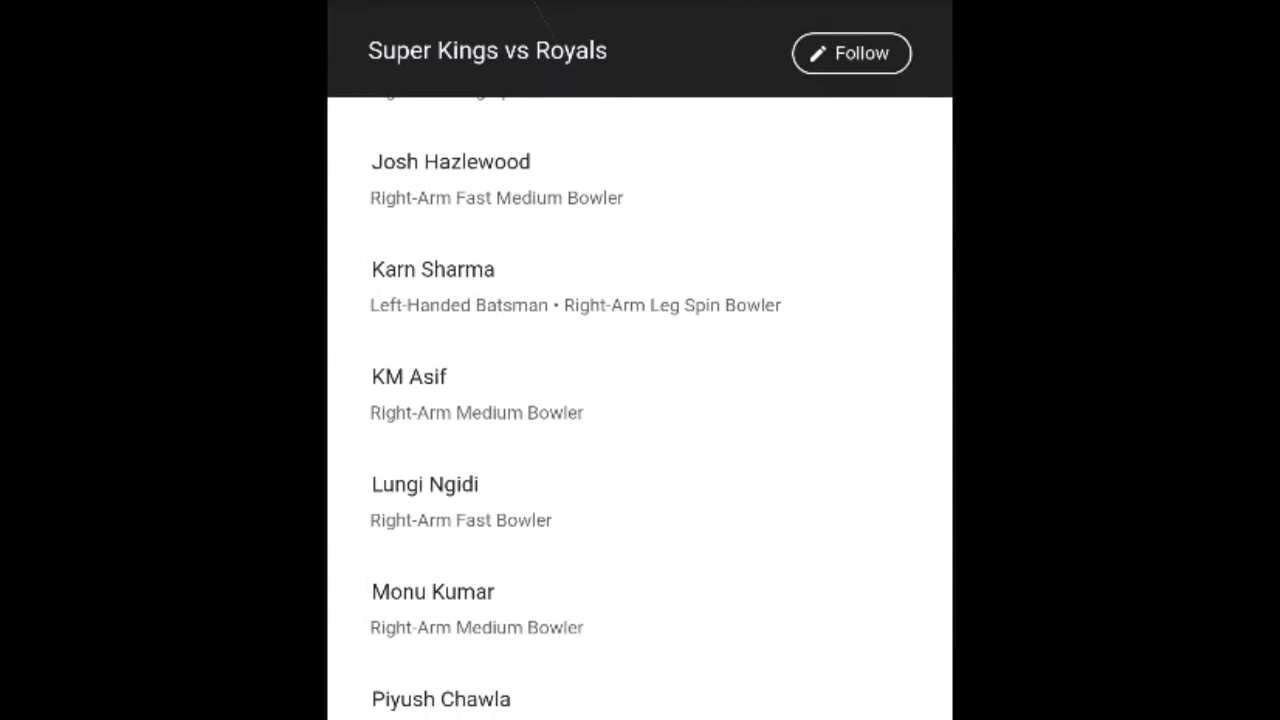 Super Kings vs Royals
Follow
Josh Hazlewood
Right-Arm Fast Medium Bowler
Karn Sharma
Left-Handed Batsman • Right-Arm Leg Spin Bowler
KM Asif
Right-Arm Medium Bowler
Lungi Ngidi
Right-Arm Fast Bowler
Monu Kumar
Right-Arm Medium Bowler
Piyush Chawla